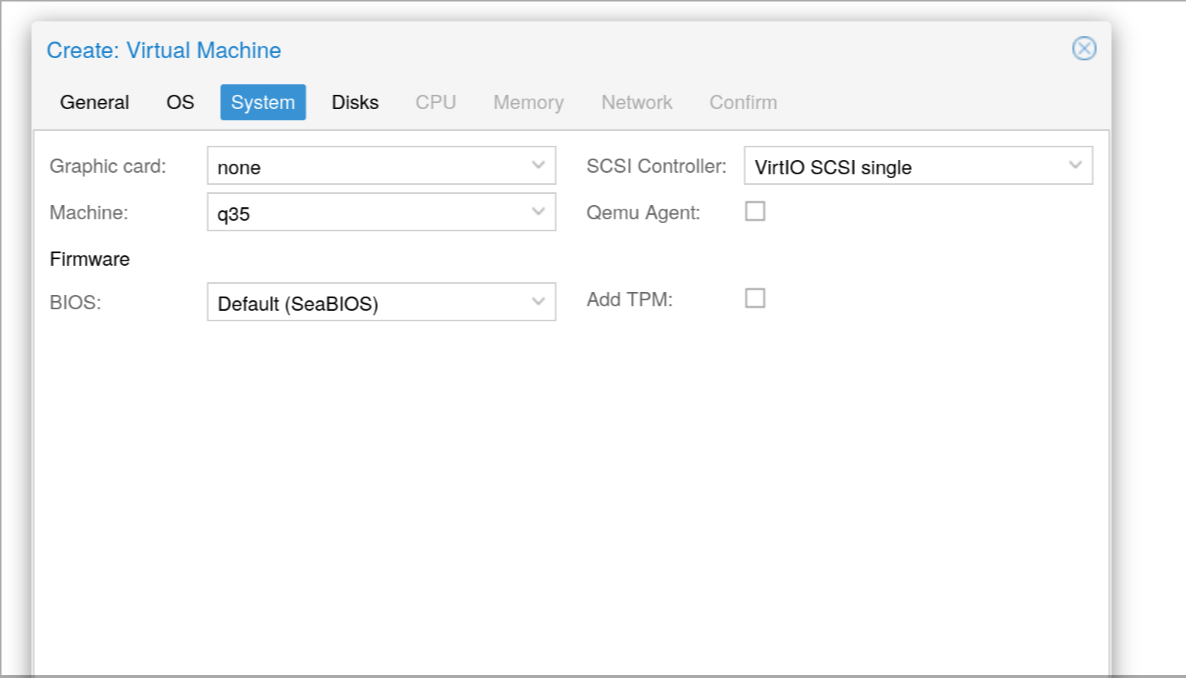 Create: Virtual Machine
General OS System Disks CPU Memory Network Confirm
Graphic card: none SCSI Controller: VirtIO SCSI single
Machine: q35 Qemu Agent:
Firmware
BIOS: Default (SeaBIOS) Add TPM: